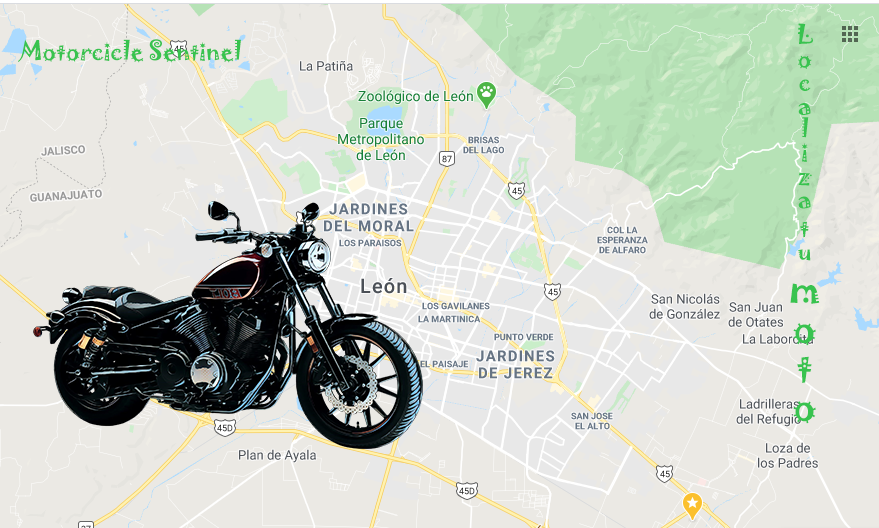 Motorcicle Sentinel
45
La Patiña
Zoológico de León
Parque
Metropolitano
de León
87
BRISAS
DEL LAGO
JALISCO
GUANAJUATO
45
JARDINES
DEL MORAL
LOS PARAISOS
COL LA
ESPERANZA
DE ALFARO
León
45
LOS GAVILANES
LA MARTINICA
San Nicolás
de González
San Juan
de Otates
La Laborcita
PUNTO VERDE
EL PAISAJE
JARDINES
DE JEREZ
SAN JOSE
EL ALTO
Ladrilleras
del Refugio
45D
Plan de Ayala
Loza de
los Padres
45
45D
37
Localiza tu moto